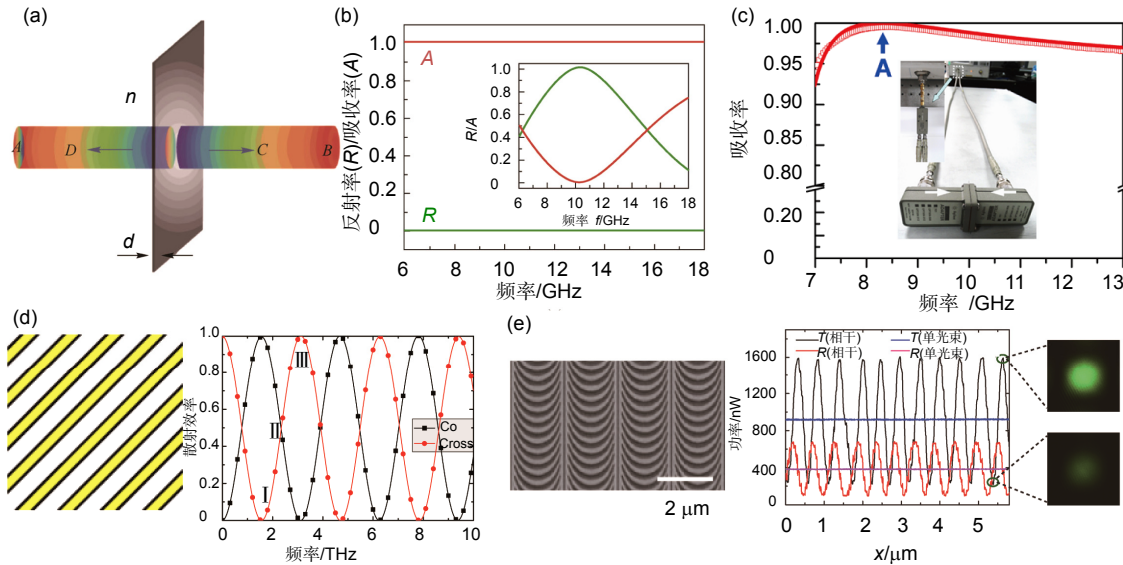 (a)
n
A
D
C
B
d
(b)
反射率(R)/吸收率(A)
1.0
0.8
0.6
0.4
0.2
0
A
R
6
8
10
12
14
16
18
频率/GHz
R/A
1.0
0.8
0.6
0.4
0.2
0
6
8
10
12
14
16
18
频率 f/GHz
(c)
吸收率
1.00
0.95
0.90
0.85
0.80
0.20
0
A
7
8
9
10
11
12
13
频率 /GHz
(d)
散射效率
1.0
0.8
0.6
0.4
0.2
0
Ⅲ
Ⅱ
Ⅰ
Co
Cross
0
2
4
6
8
10
频率/THz
(e)
2 μm
T(相干)
T(单光束)
R(相干)
R(单光束)
功率/nW
1600
1200
800
400
0
0
1
2
3
4
5
x/μm